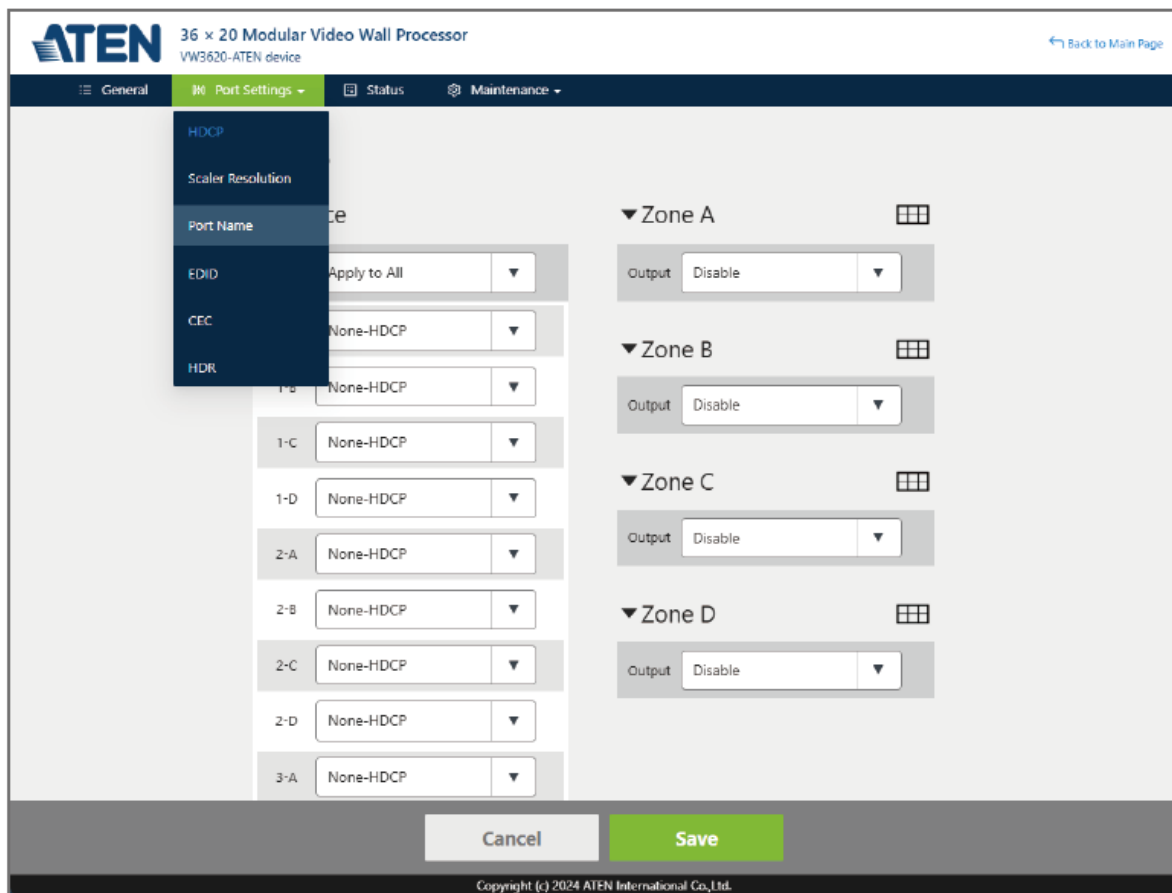 ATEN
36 × 20 Modular Video Wall Processor
VW3620-ATEN device
Back to Main Page
General
Port Settings
Status
Maintenance
HDCP
Scaler Resolution
Port Name
EDID
CEC
HDR
Zone A
Apply to All
Output Disable
None-HDCP
Zone B
None-HDCP
Output Disable
1-C None-HDCP
Zone C
1-D None-HDCP
Output Disable
2-A None-HDCP
2-B None-HDCP
Zone D
2-C None-HDCP
Output Disable
2-D None-HDCP
3-A None-HDCP
Cancel
Save
Copyright (c) 2024 ATEN International Co.,Ltd.